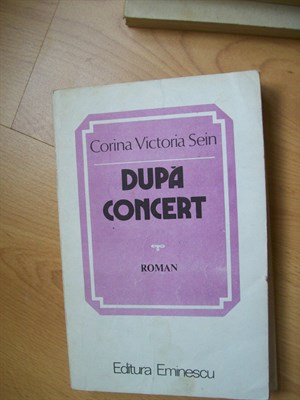 Corina Victoria Sein
DUPĂ
CONCERT
ROMAN
Editura Eminescu